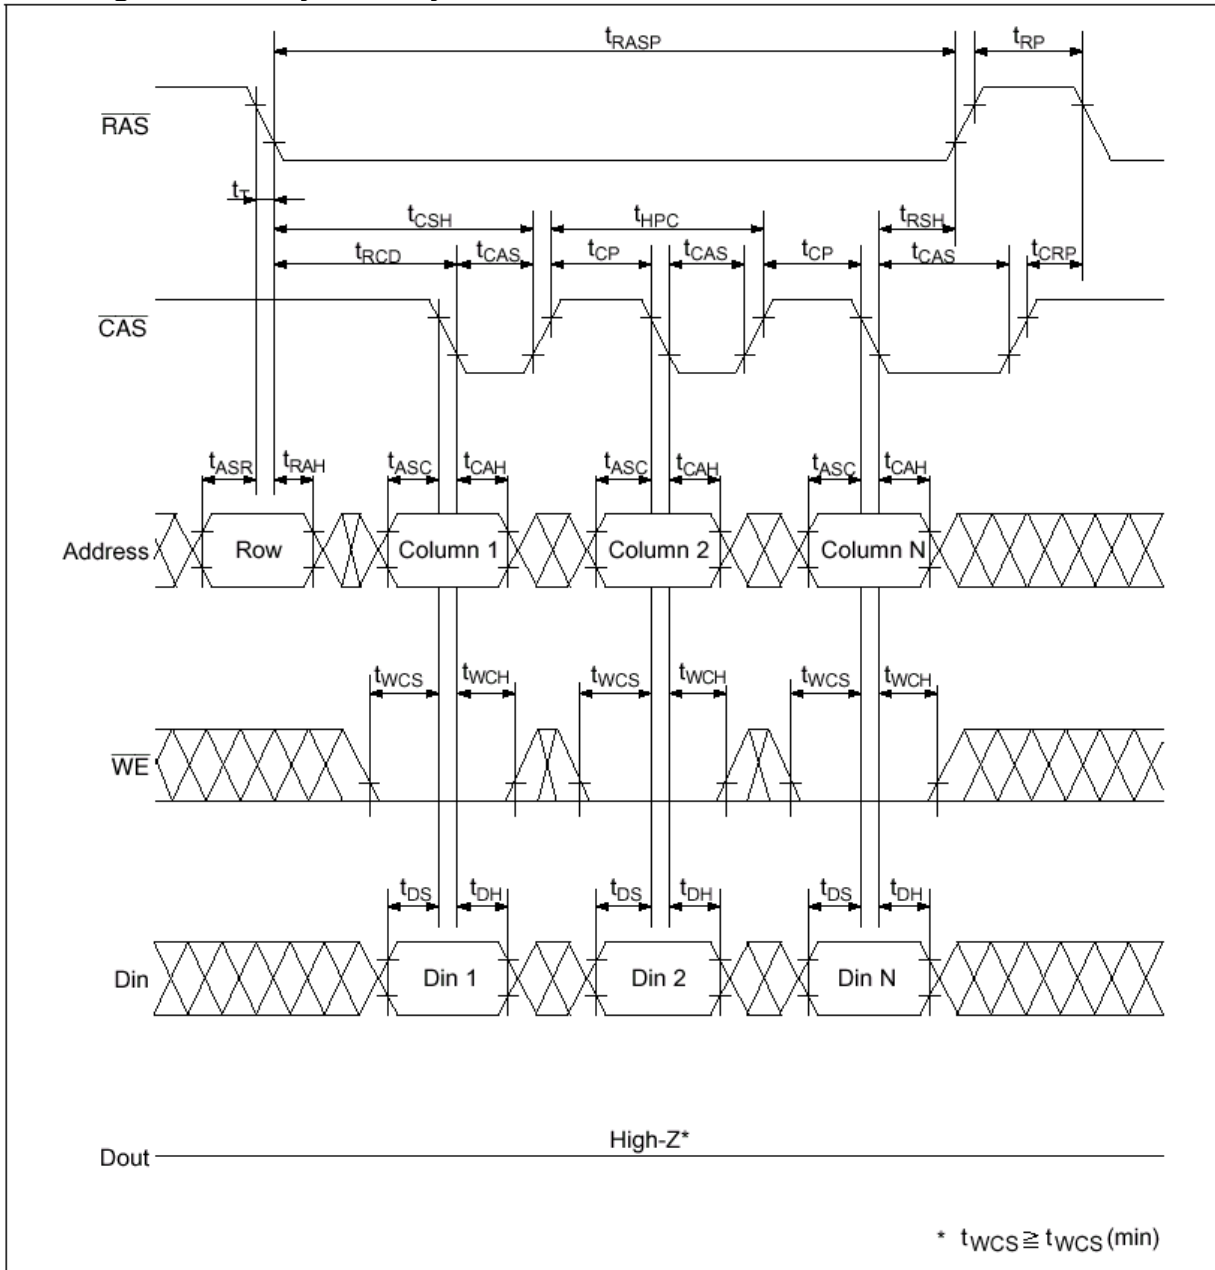 tRASP tRP
RAS
tT
tCSH tHPC tRSH
tRCD tCAS tCP tCAS tCP tCAS tCRP
CAS
tASR tRAH tASC tCAH tASC tCAH tASC tCAH
Address Row Column 1 Column 2 Column N
tWCS tWCH tWCS tWCH tWCS tWCH
WE
tDS tDH tDS tDH tDS tDH
Din Din 1 Din 2 Din N
High-Z*
Dout
* tWCS ≧ tWCS (min)